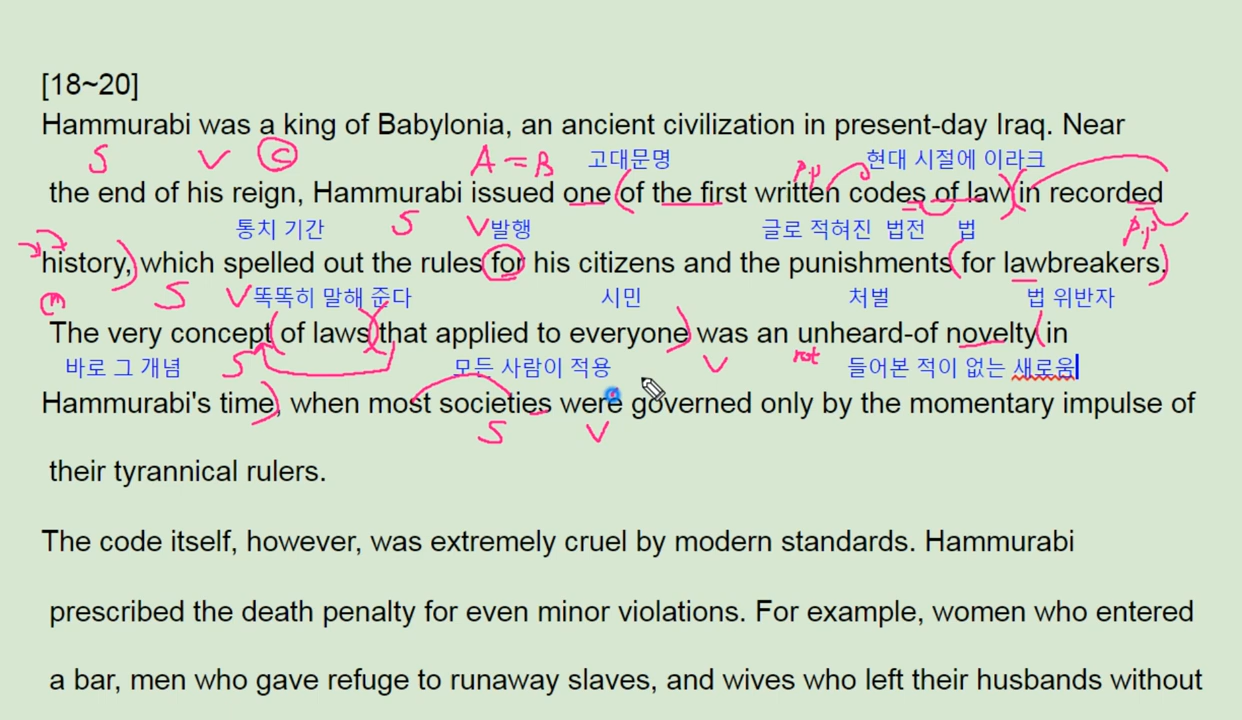 [18~20]
Hammurabi was a king of Babylonia, an ancient civilization in present-day Iraq. Near
S V C A = B 고대문명 p.p 현대 시절에 이라크
the end of his reign, Hammurabi issued one of the first written codes of law in recorded
통치 기간 S V 발행 글로 적혀진 법전 법 p.p
history, which spelled out the rules for his citizens and the punishments for lawbreakers.
m S V 똑똑히 말해 준다 시민 처벌 법 위반자
The very concept of laws that applied to everyone was an unheard-of novelty in
바로 그 개념 S 모든 사람이 적용 V not 들어본 적이 없는 새로움
Hammurabi's time, when most societies were governed only by the momentary impulse of
S V
their tyrannical rulers.
The code itself, however, was extremely cruel by modern standards. Hammurabi
prescribed the death penalty for even minor violations. For example, women who entered
a bar, men who gave refuge to runaway slaves, and wives who left their husbands without